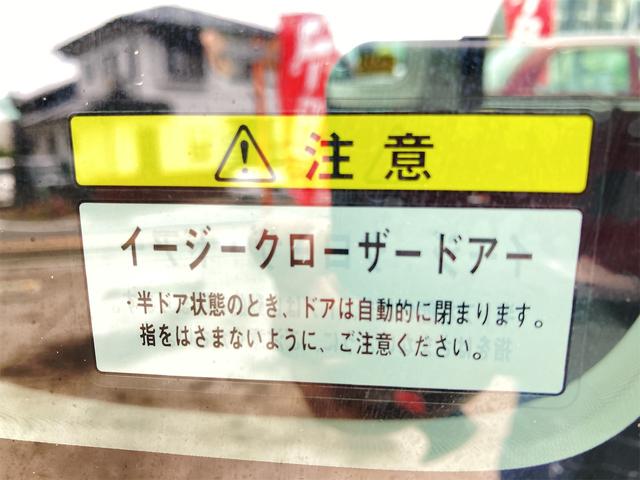 注意
イージークローザードアー
・半ドア状態のとき、ドアは自動的に閉まります。
指をはさまないように、ご注意ください。